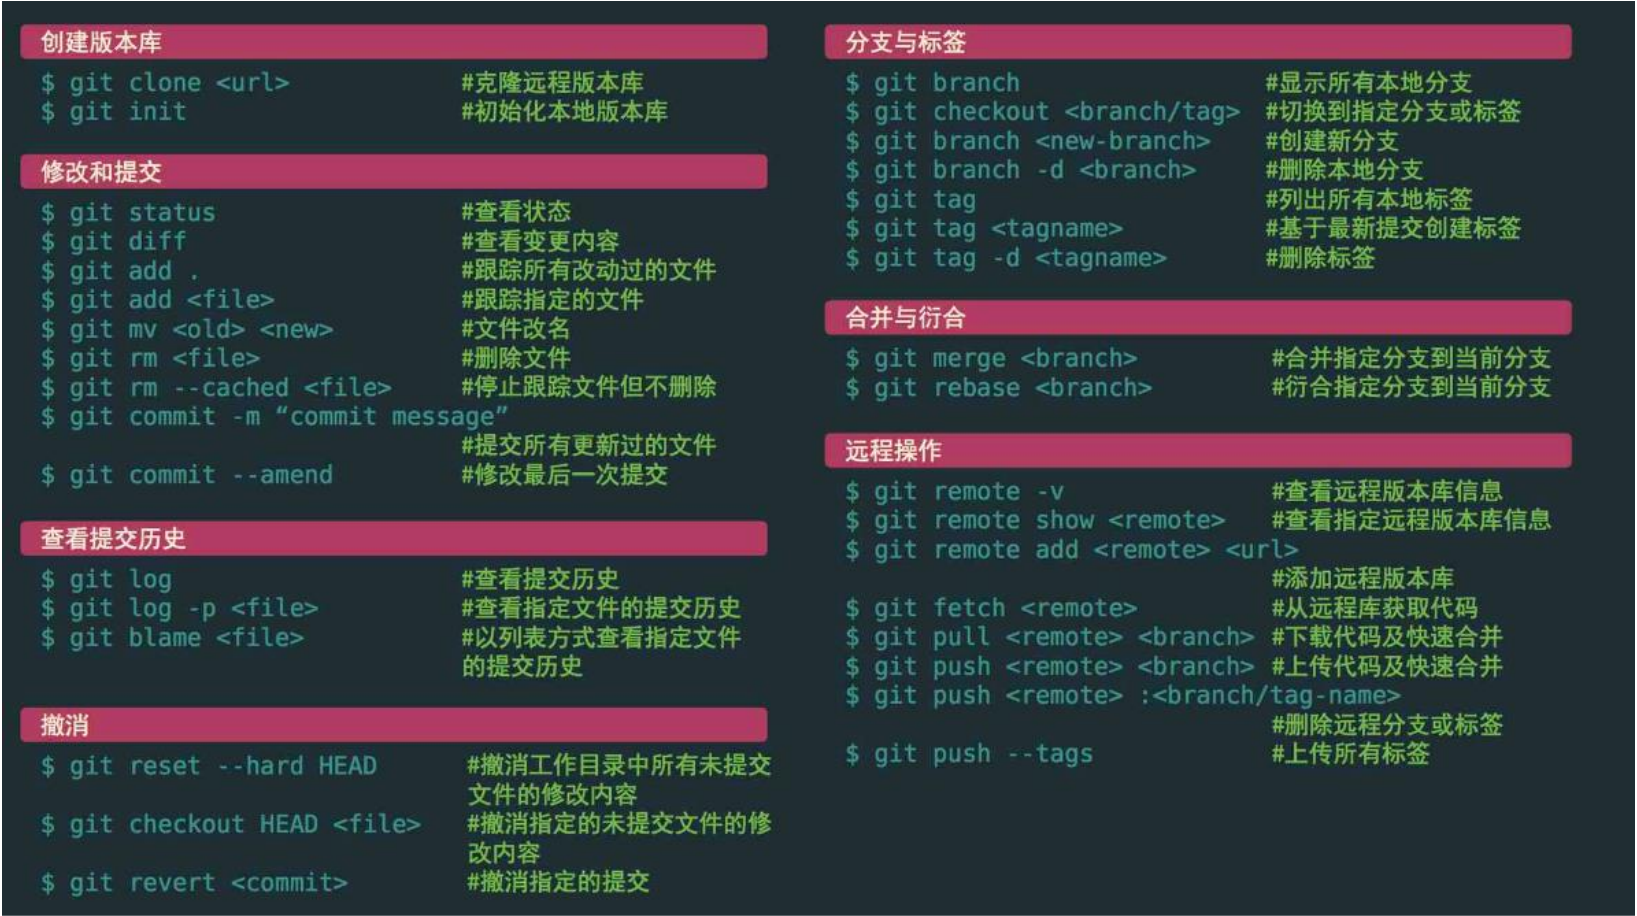 创建版本库
$ git clone <url> #克隆远程版本库
$ git init #初始化本地版本库
修改和提交
$ git status #查看状态
$ git diff #查看变更内容
$ git add . #跟踪所有改动过的文件
$ git add <file> #跟踪指定的文件
$ git mv <old> <new> #文件改名
$ git rm <file> #删除文件
$ git rm --cached <file> #停止跟踪文件但不删除
$ git commit -m “commit message”
#提交所有更新过的文件
$ git commit --amend #修改最后一次提交
查看提交历史
$ git log #查看提交历史
$ git log -p <file> #查看指定文件的提交历史
$ git blame <file> #以列表方式查看指定文件
的提交历史
撤消
$ git reset --hard HEAD #撤消工作目录中所有未提交
文件的修改内容
$ git checkout HEAD <file> #撤消指定的未提交文件的修
改内容
$ git revert <commit> #撤消指定的提交
分支与标签
$ git branch #显示所有本地分支
$ git checkout <branch/tag> #切换到指定分支或标签
$ git branch <new-branch> #创建新分支
$ git branch -d <branch> #删除本地分支
$ git tag #列出所有本地标签
$ git tag <tagname> #基于最新提交创建标签
$ git tag -d <tagname> #删除标签
合并与衍合
$ git merge <branch> #合并指定分支到当前分支
$ git rebase <branch> #衍合指定分支到当前分支
远程操作
$ git remote -v #查看远程版本库信息
$ git remote show <remote> #查看指定远程版本库信息
$ git remote add <remote> <url>
#添加远程版本库
$ git fetch <remote> #从远程库获取代码
$ git pull <remote> <branch> #下载代码及快速合并
$ git push <remote> <branch> #上传代码及快速合并
$ git push <remote> :<branch/tag-name>
#删除远程分支或标签
$ git push --tags #上传所有标签